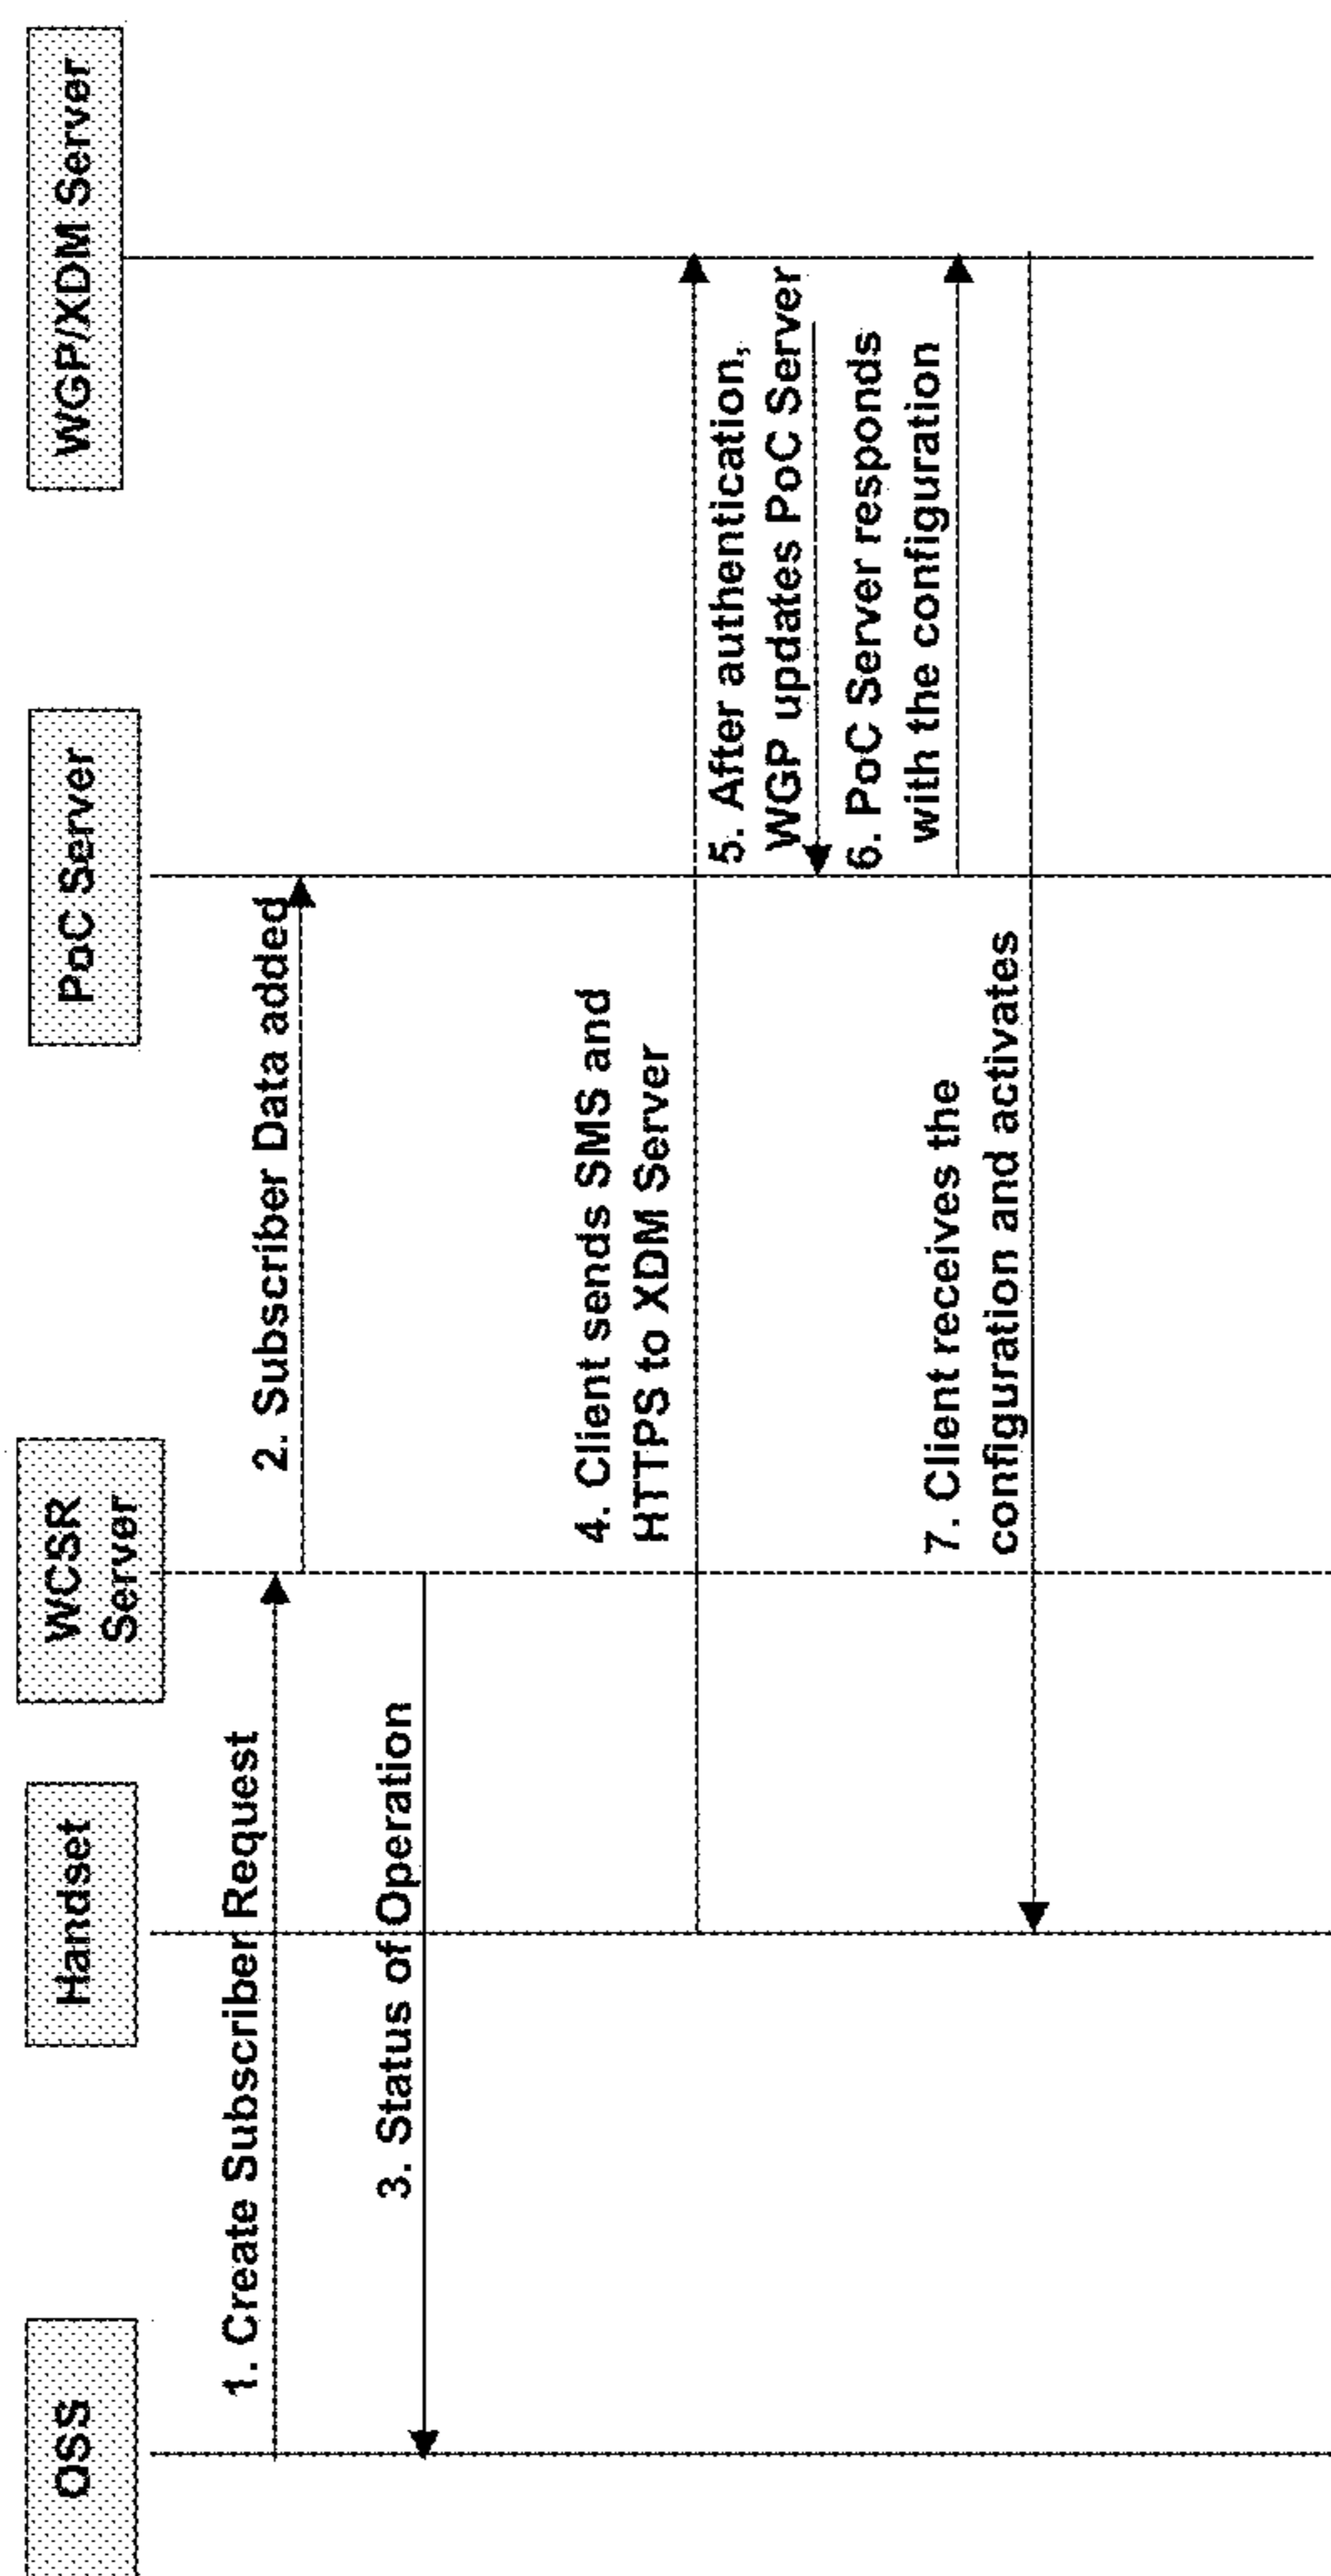 OSS
Handset
WCSR
Server
PoC Server
WGP/XDM Server
1. Create Subscriber Request
2. Subscriber Data added
3. Status of Operation
4. Client sends SMS and
HTTPS to XDM Server
5. After authentication,
WGP updates PoC Server
6. PoC Server responds
with the configuration
7. Client receives the
configuration and activates